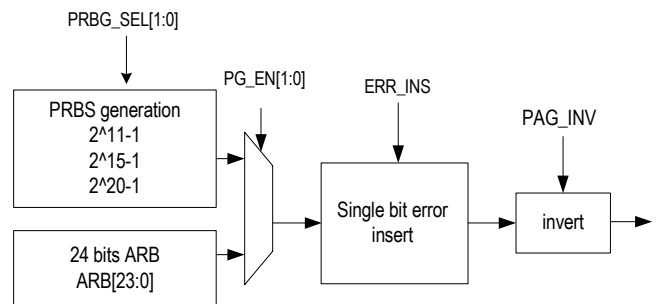 PRBG_SEL[1:0]
PG_EN[1:0]
ERR_INS
PAG_INV
PRBS generation
2^11-1
2^15-1
2^20-1
Single bit error
insert
invert
24 bits ARB
ARB[23:0]